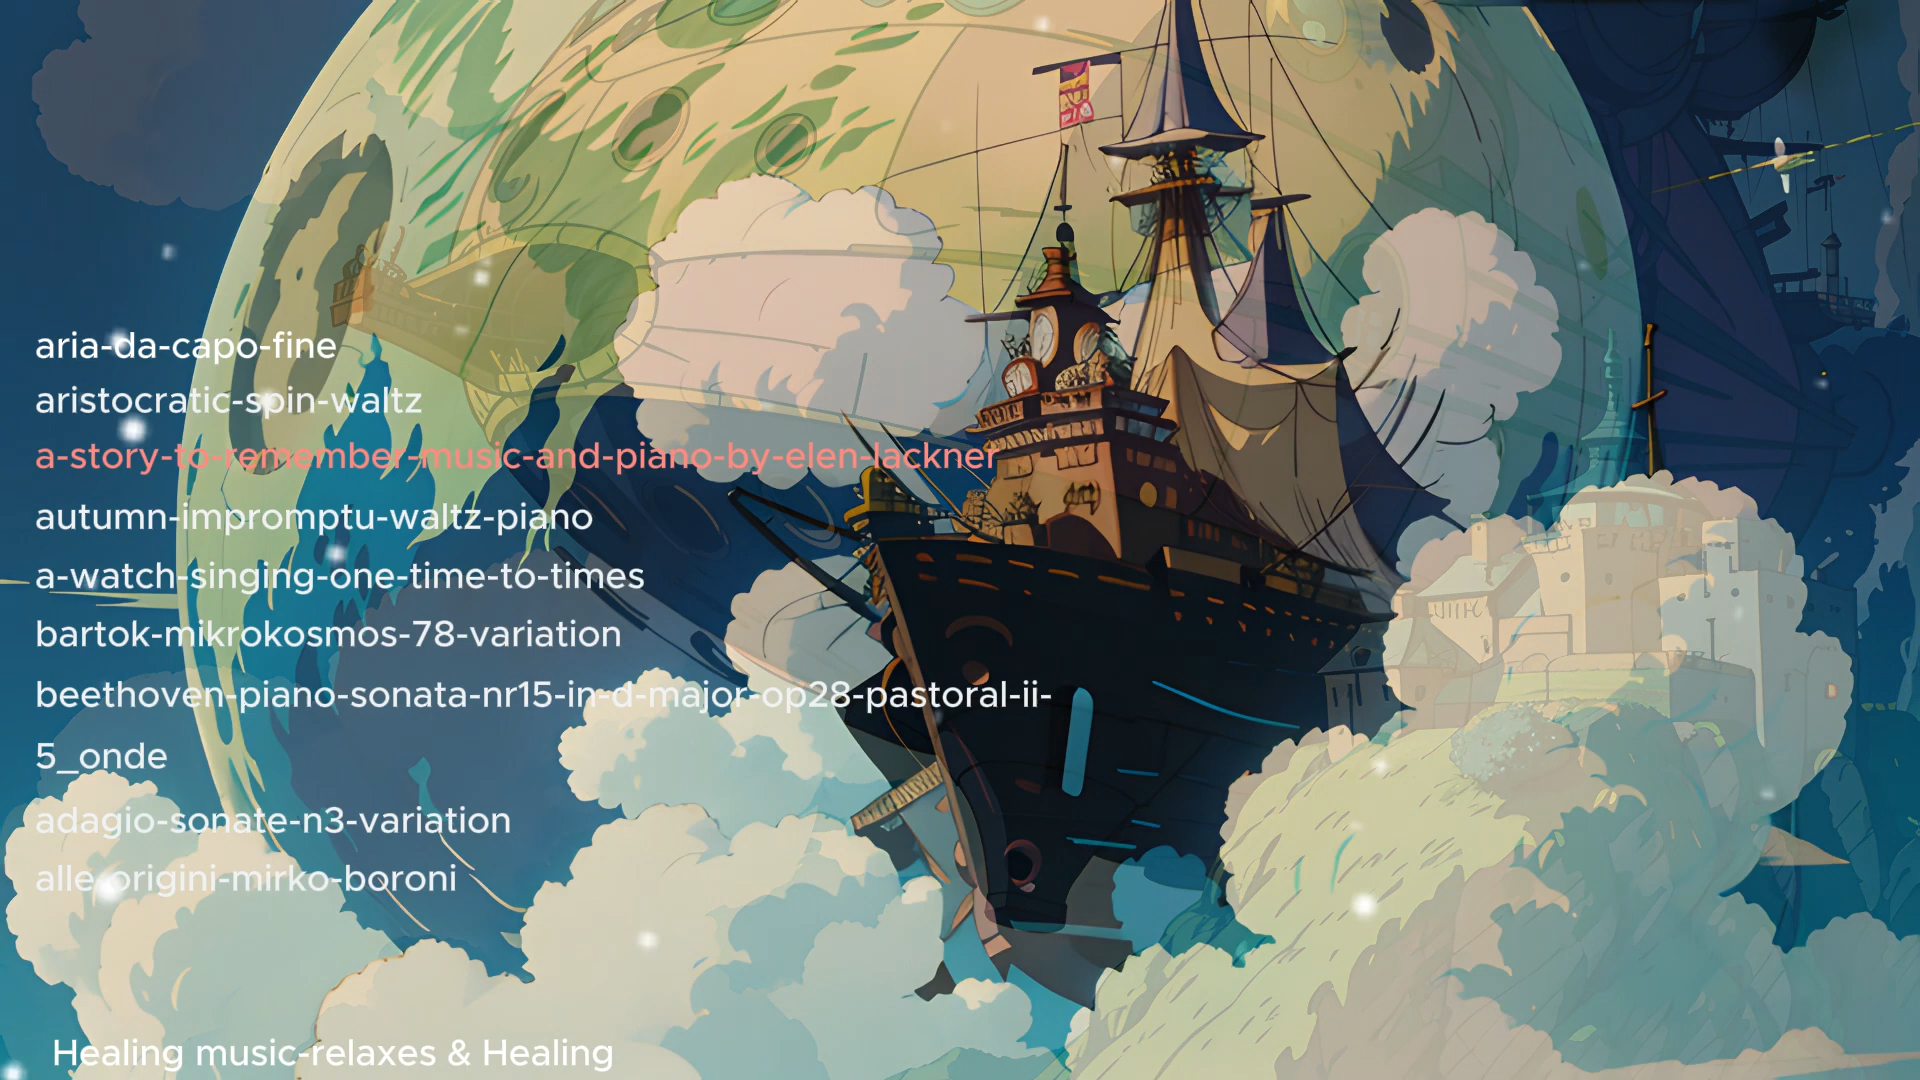 aria-da-capo-fine
aristocratic-spin-waltz
a-story-to-remember-music-and-piano-by-elen-lackner
autumn-impromptu-waltz-piano
a-watch-singing-one-time-to-times
bartok-mikrokosmos-78-variation
beethoven-piano-sonata-nr15-in-d-major-op28-pastoral-ii-
5_onde
adagio-sonate-n3-variation
alle-origini-mirko-boroni
Healing music-relaxes & Healing